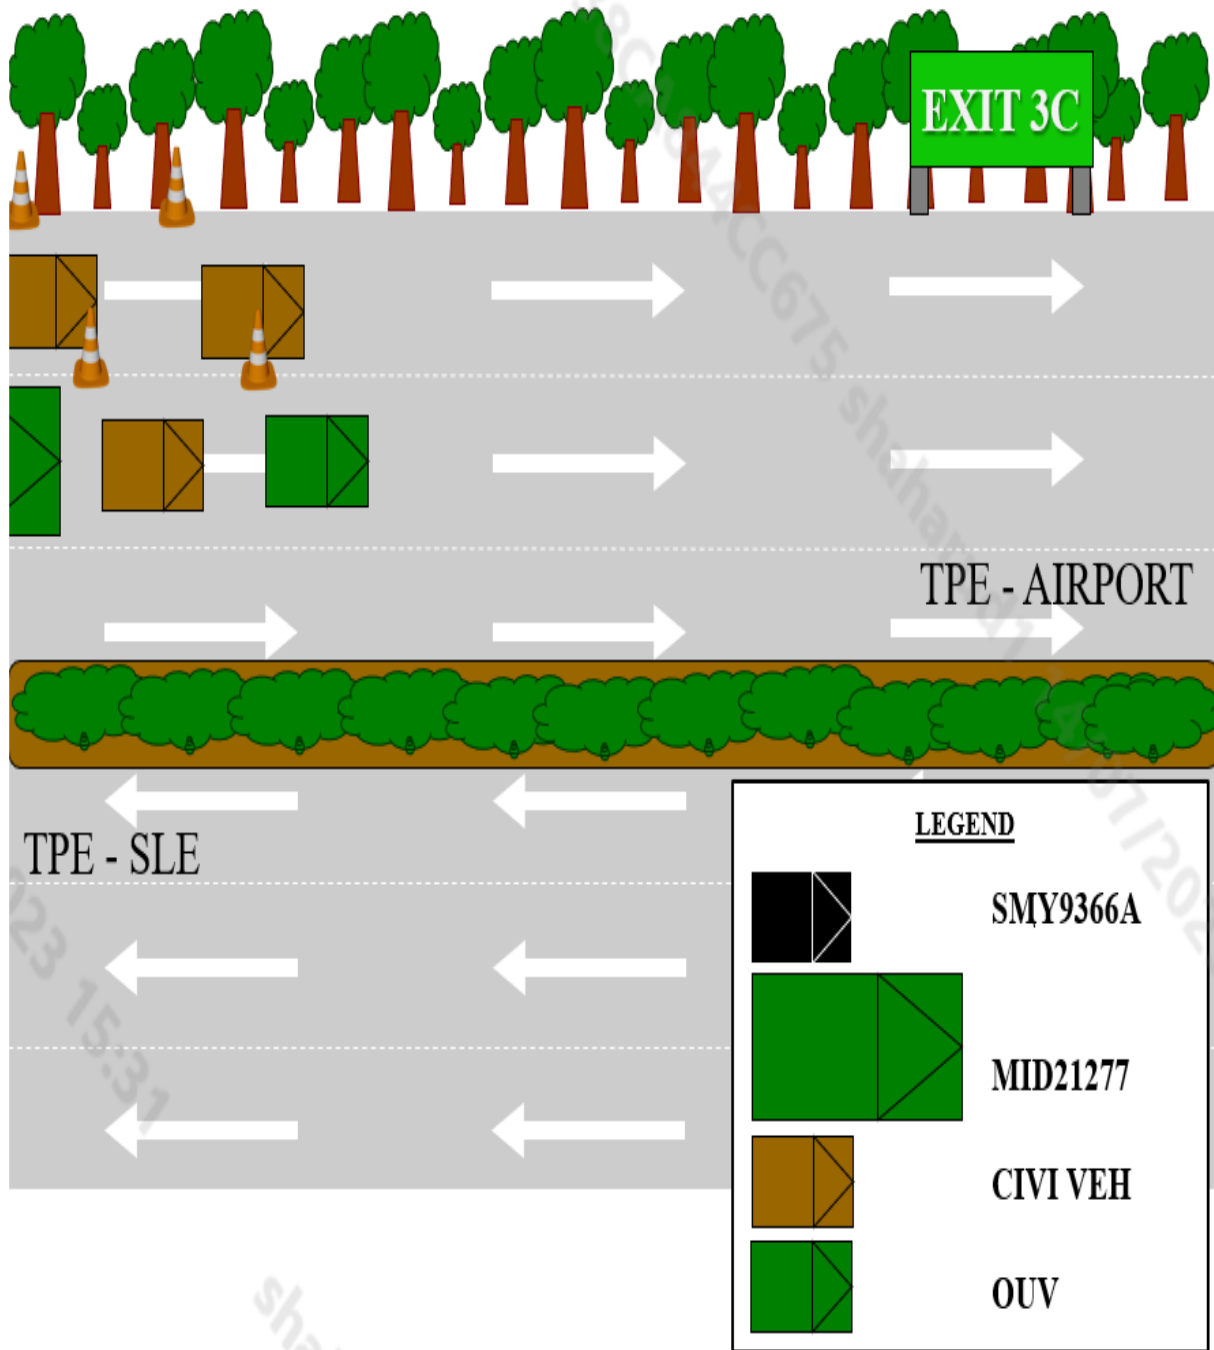 EXIT 3C
TPE - AIRPORT
TPE - SLE
LEGEND
SMY9366A
MID21277
CIVI VEH
OUV